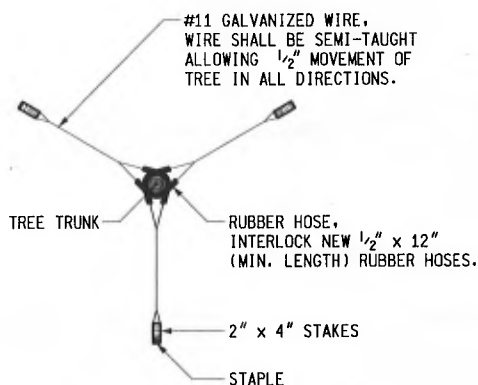 #11 GALVANIZED WIRE,
WIRE SHALL BE SEMI-TAUGHT
ALLOWING 1/2" MOVEMENT OF
TREE IN ALL DIRECTIONS.
TREE TRUNK
RUBBER HOSE,
INTERLOCK NEW 1/2" x 12"
(MIN. LENGTH) RUBBER HOSES.
2" x 4" STAKES
STAPLE